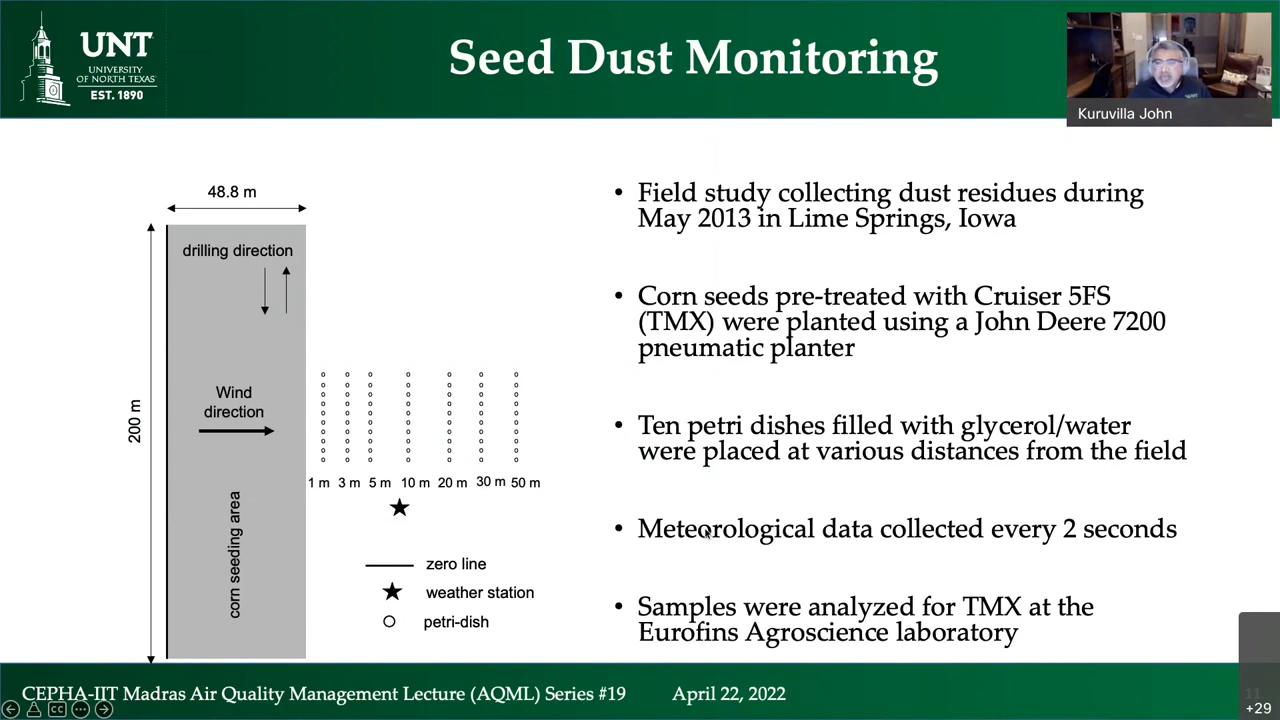 UNT
UNIVERSITY
OF NORTH TEXAS
EST. 1890
Seed Dust Monitoring
Kuruvilla John
48.8 m
drilling direction
Wind
direction
200 m
corn seeding area
1 m 3 m 5 m 10 m 20 m 30 m 50 m
zero line
weather station
petri-dish
• Field study collecting dust residues during
May 2013 in Lime Springs, Iowa
• Corn seeds pre-treated with Cruiser 5FS
(TMX) were planted using a John Deere 7200
pneumatic planter
• Ten petri dishes filled with glycerol/water
were placed at various distances from the field
• Meteorological data collected every 2 seconds
• Samples were analyzed for TMX at the
Eurofins Agroscience laboratory
CEPHA-IIT Madras Air Quality Management Lecture (AQML) Series #19 April 22, 2022
11
+29
CC